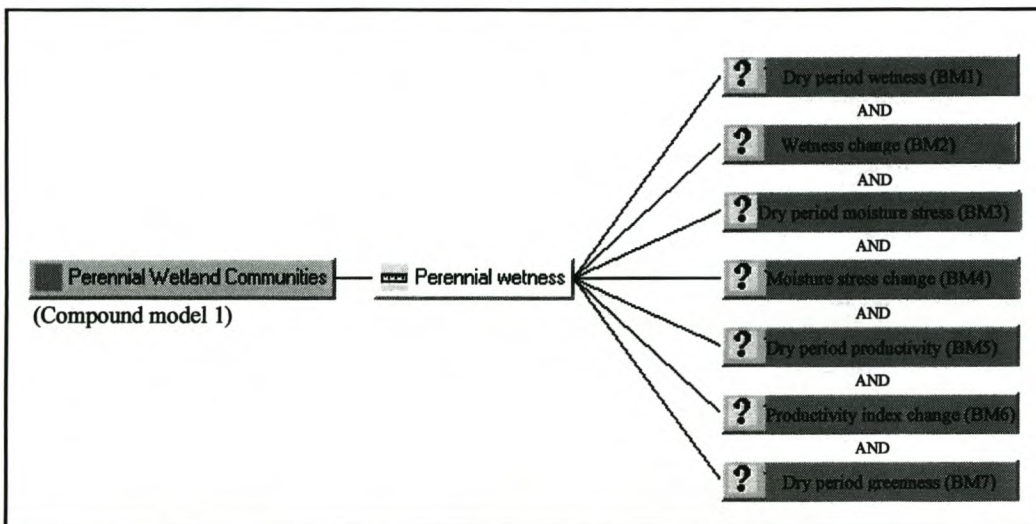 ? Dry period wetness (BM1)
AND
? Wetness change (BM2)
AND
? Dry period moisture stress (BM3)
AND
Perennial Wetland Communities
Perennial wetness
? Moisture stress change (BM4)
(Compound model 1)
AND
? Dry period productivity (BM5)
AND
? Productivity index change (BM6)
AND
? Dry period greenness (BM7)